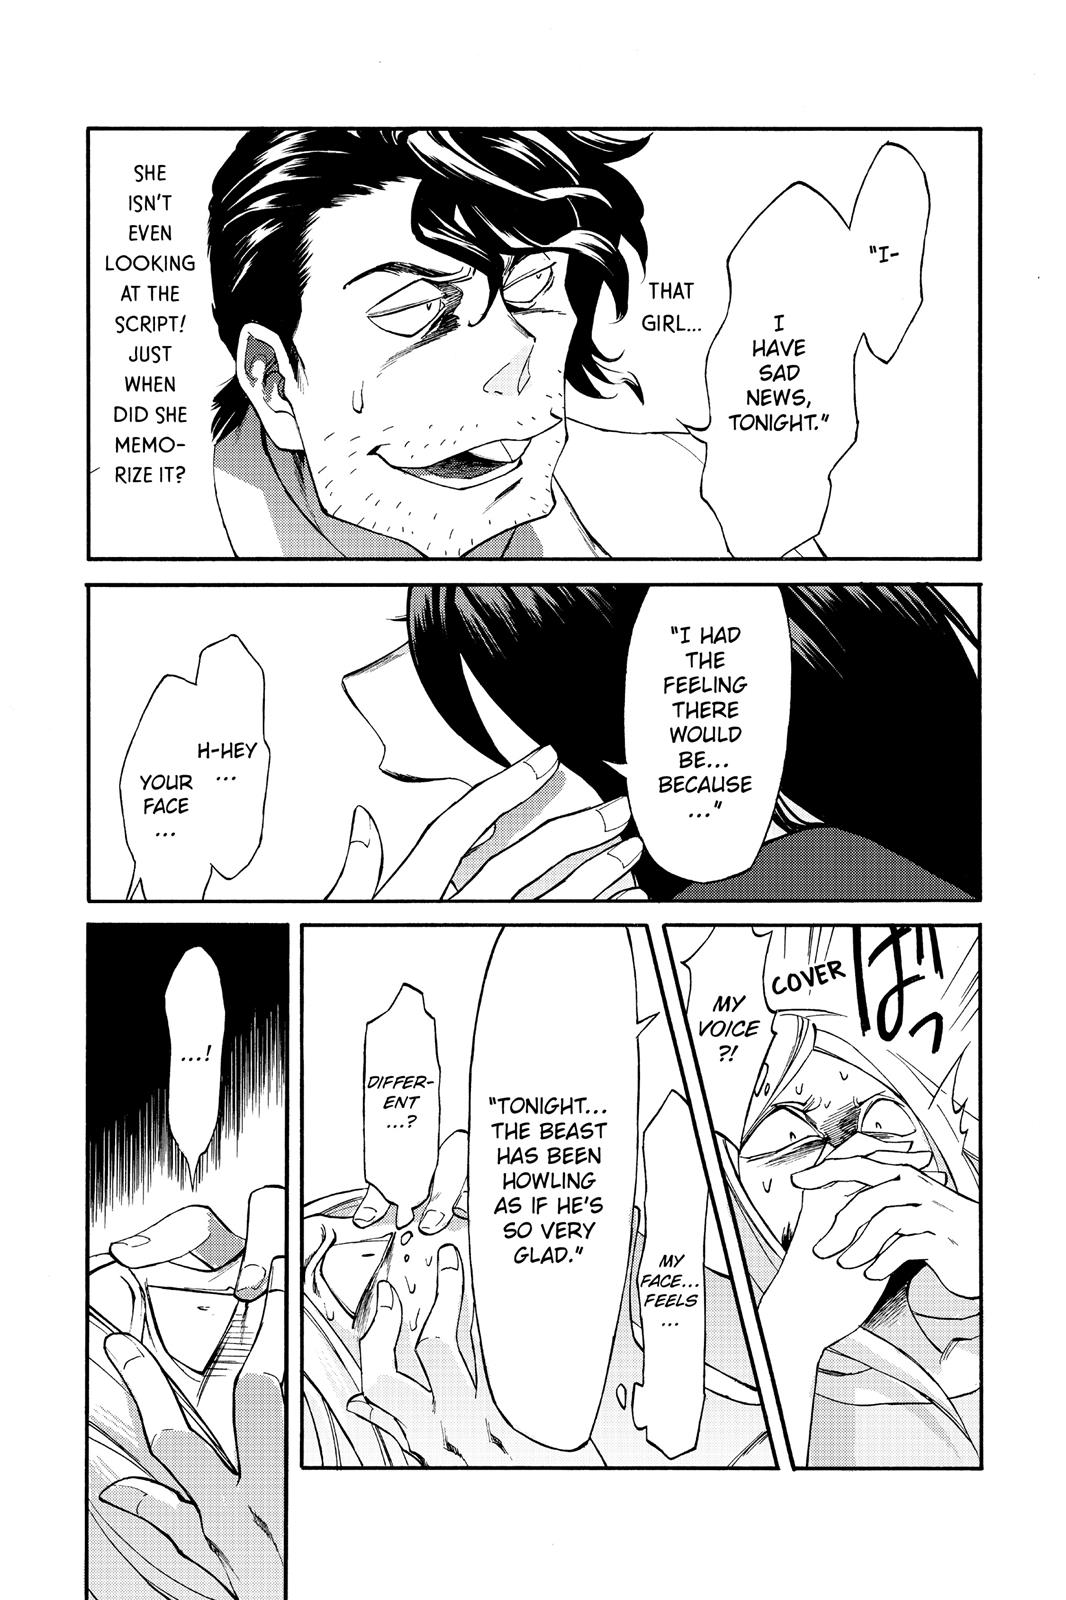 "I-
I
HAVE
SAD
NEWS,
TONIGHT."
THAT
GIRL...
SHE
ISN'T
EVEN
LOOKING
AT THE
SCRIPT!
JUST
WHEN
DID SHE
MEMO-
RIZE IT?
"I HAD
THE
FEELING
THERE
WOULD
BE...
BECAUSE
..."
H-HEY
...
YOUR
FACE
...
ばっ
COVER
MY
VOICE
?!
"TONIGHT...
THE BEAST
HAS BEEN
HOWLING
AS IF HE'S
SO VERY
GLAD."
MY
FACE...
FEELS
...
DIFFER-
ENT
...?
...!